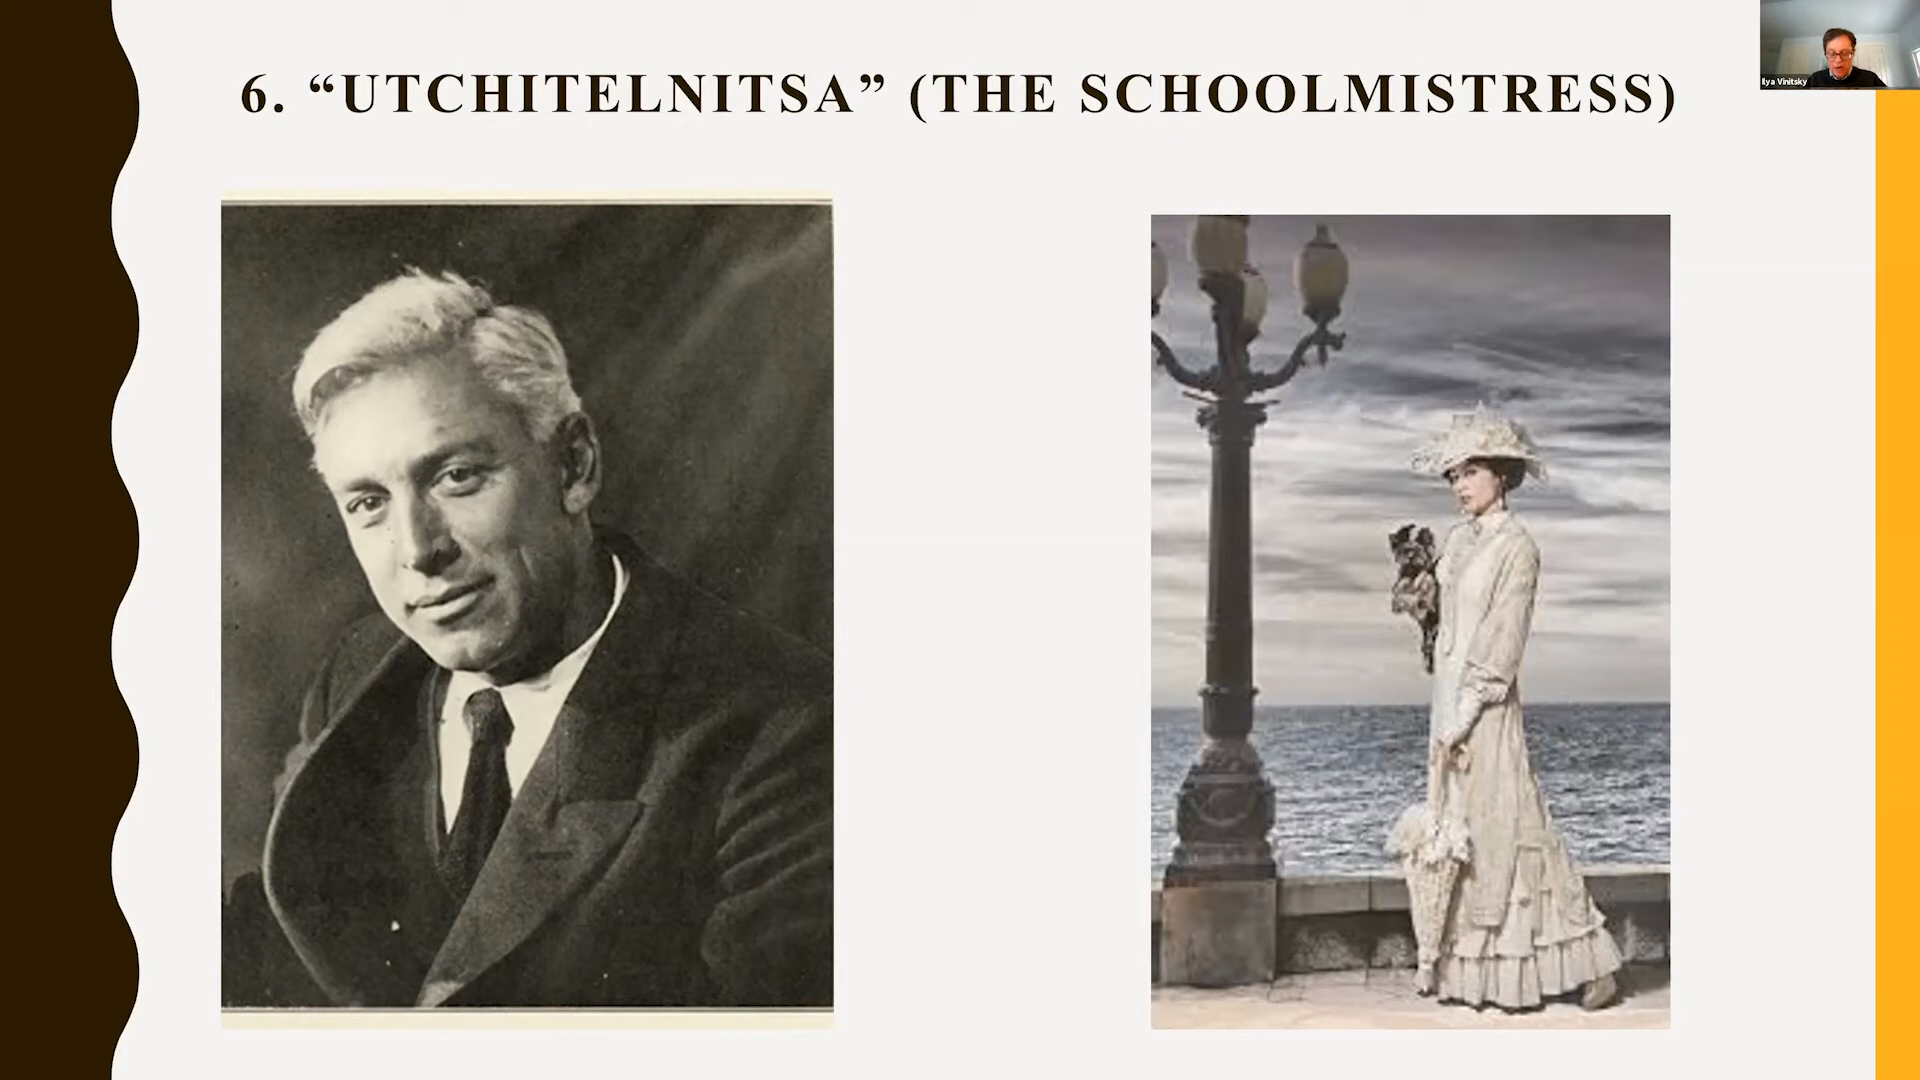 6. “UTCHITELNITSA” (THE SCHOOLMISTRESS)
Ilya Vinitsky